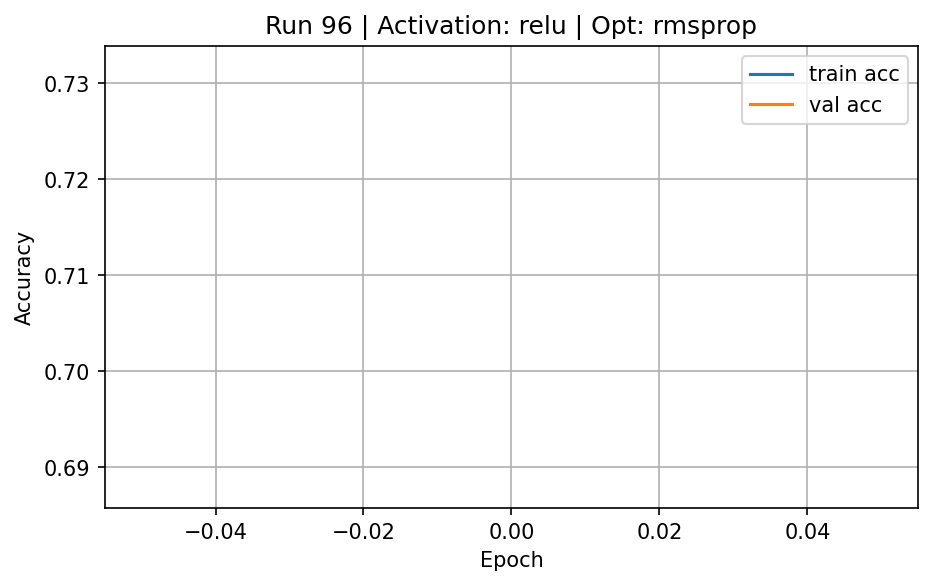 Run 96 | Activation: relu | Opt: rmsprop
train acc
val acc
0.73
0.72
0.71
0.70
0.69
Accuracy
−0.04
−0.02
0.00
0.02
0.04
Epoch